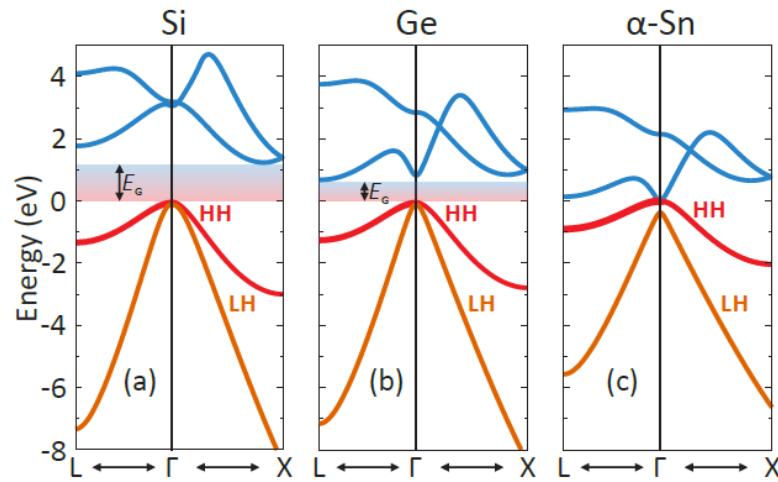 Si Ge α-Sn
Energy (eV)
4
2
0
-2
-4
-6
-8
E_G
HH
LH
(a)
L Γ X
E_G
HH
LH
(b)
L Γ X
HH
LH
(c)
L Γ X